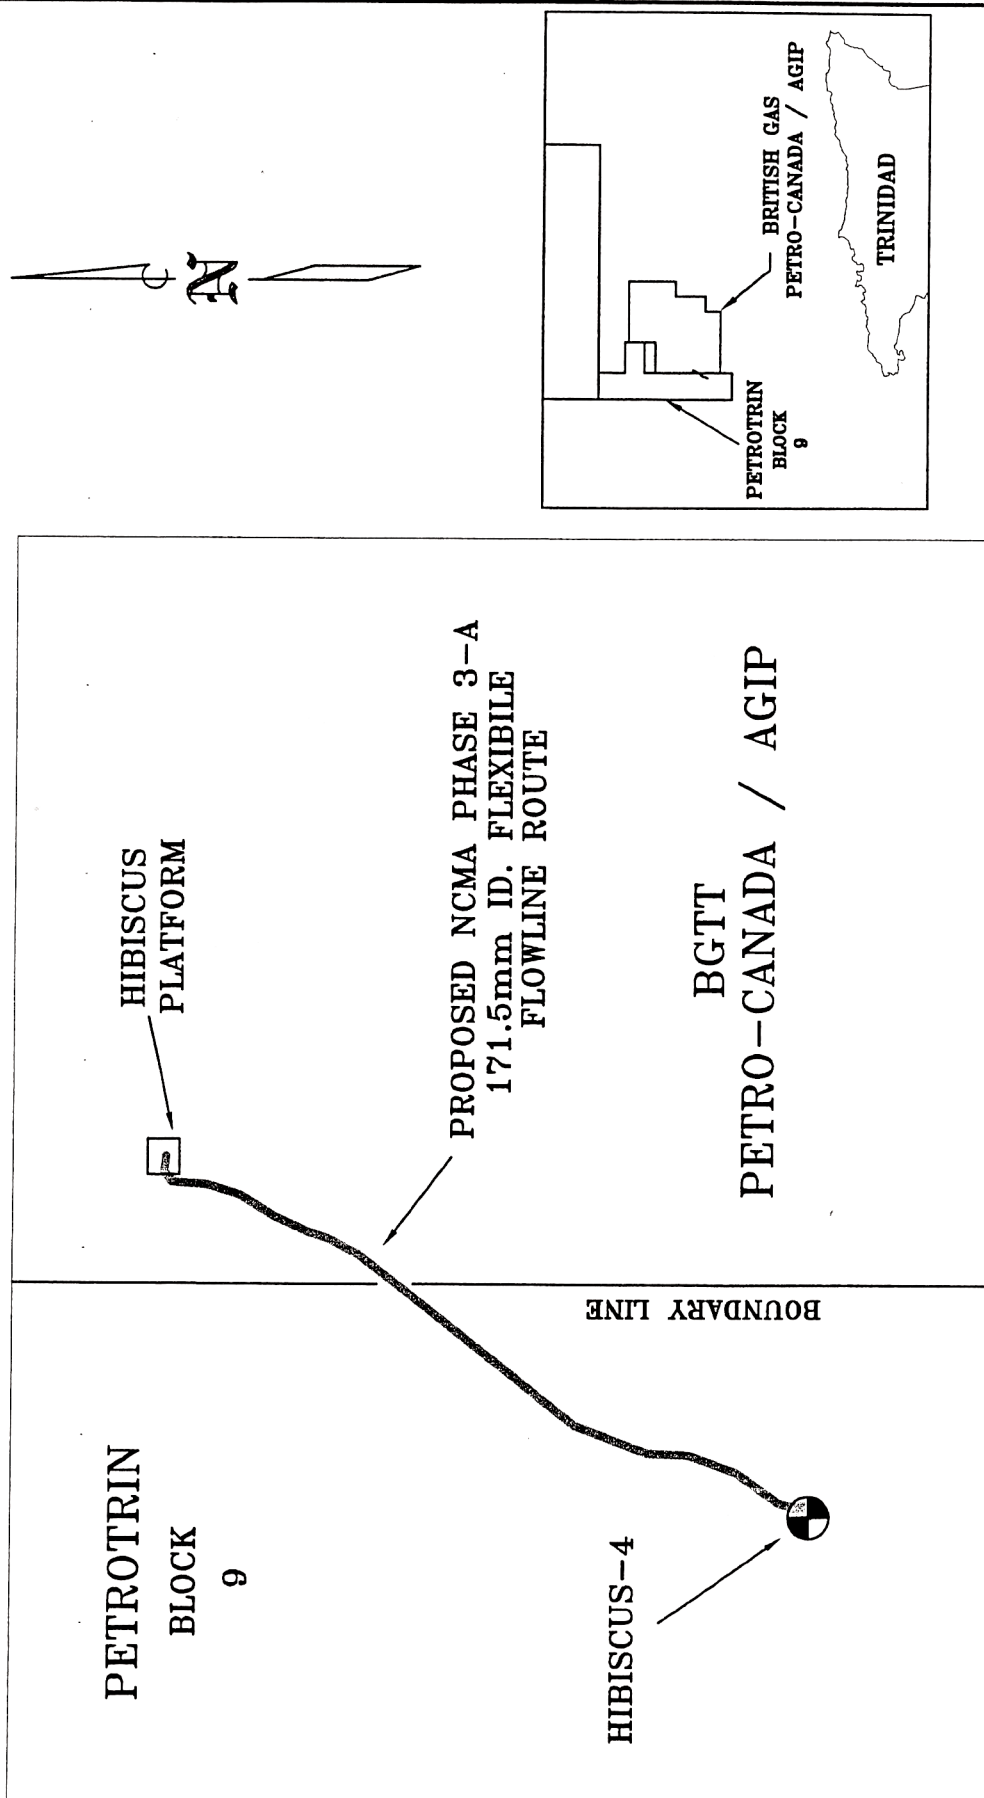 PETROTRIN
BLOCK
9
HIBISCUS
PLATFORM
PROPOSED NCMA PHASE 3-A
171.5mm ID. FLEXIBILE
FLOWLINE ROUTE
BOUNDARY LINE
HIBISCUS-4
BGTT
PETRO-CANADA / AGIP
N
PETROTRIN
BLOCK
9
BRITISH GAS
PETRO-CANADA / AGIP
TRINIDAD